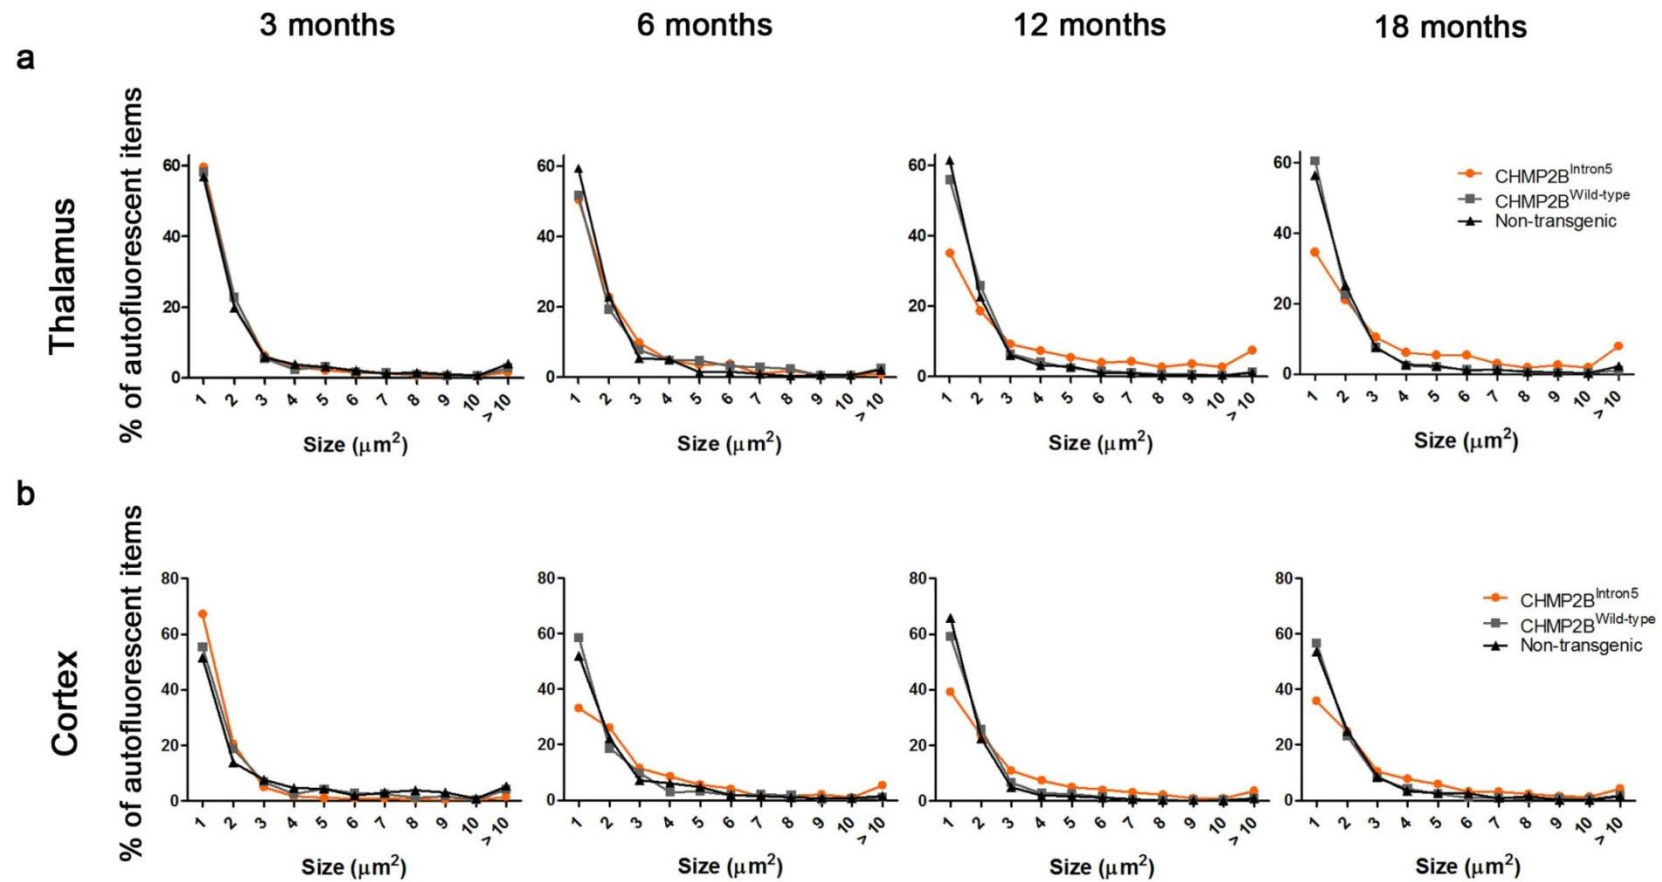 3 months 6 months 12 months 18 months
a
Thalamus
% of autofluorescent items
60
40
20
0
1 2 3 4 5 6 7 8 9 10 > 10
Size (μm²)
60
40
20
0
1 2 3 4 5 6 7 8 9 10 > 10
Size (μm²)
60
40
20
0
1 2 3 4 5 6 7 8 9 10 > 10
Size (μm²)
60
40
20
0
1 2 3 4 5 6 7 8 9 10 > 10
Size (μm²)
CHMP2B^Intron5
CHMP2B^Wild-type
Non-transgenic
b
Cortex
% of autofluorescent items
80
60
40
20
0
1 2 3 4 5 6 7 8 9 10 > 10
Size (μm²)
80
60
40
20
0
1 2 3 4 5 6 7 8 9 10 > 10
Size (μm²)
80
60
40
20
0
1 2 3 4 5 6 7 8 9 10 > 10
Size (μm²)
80
60
40
20
0
1 2 3 4 5 6 7 8 9 10 > 10
Size (μm²)
CHMP2B^Intron5
CHMP2B^Wild-type
Non-transgenic